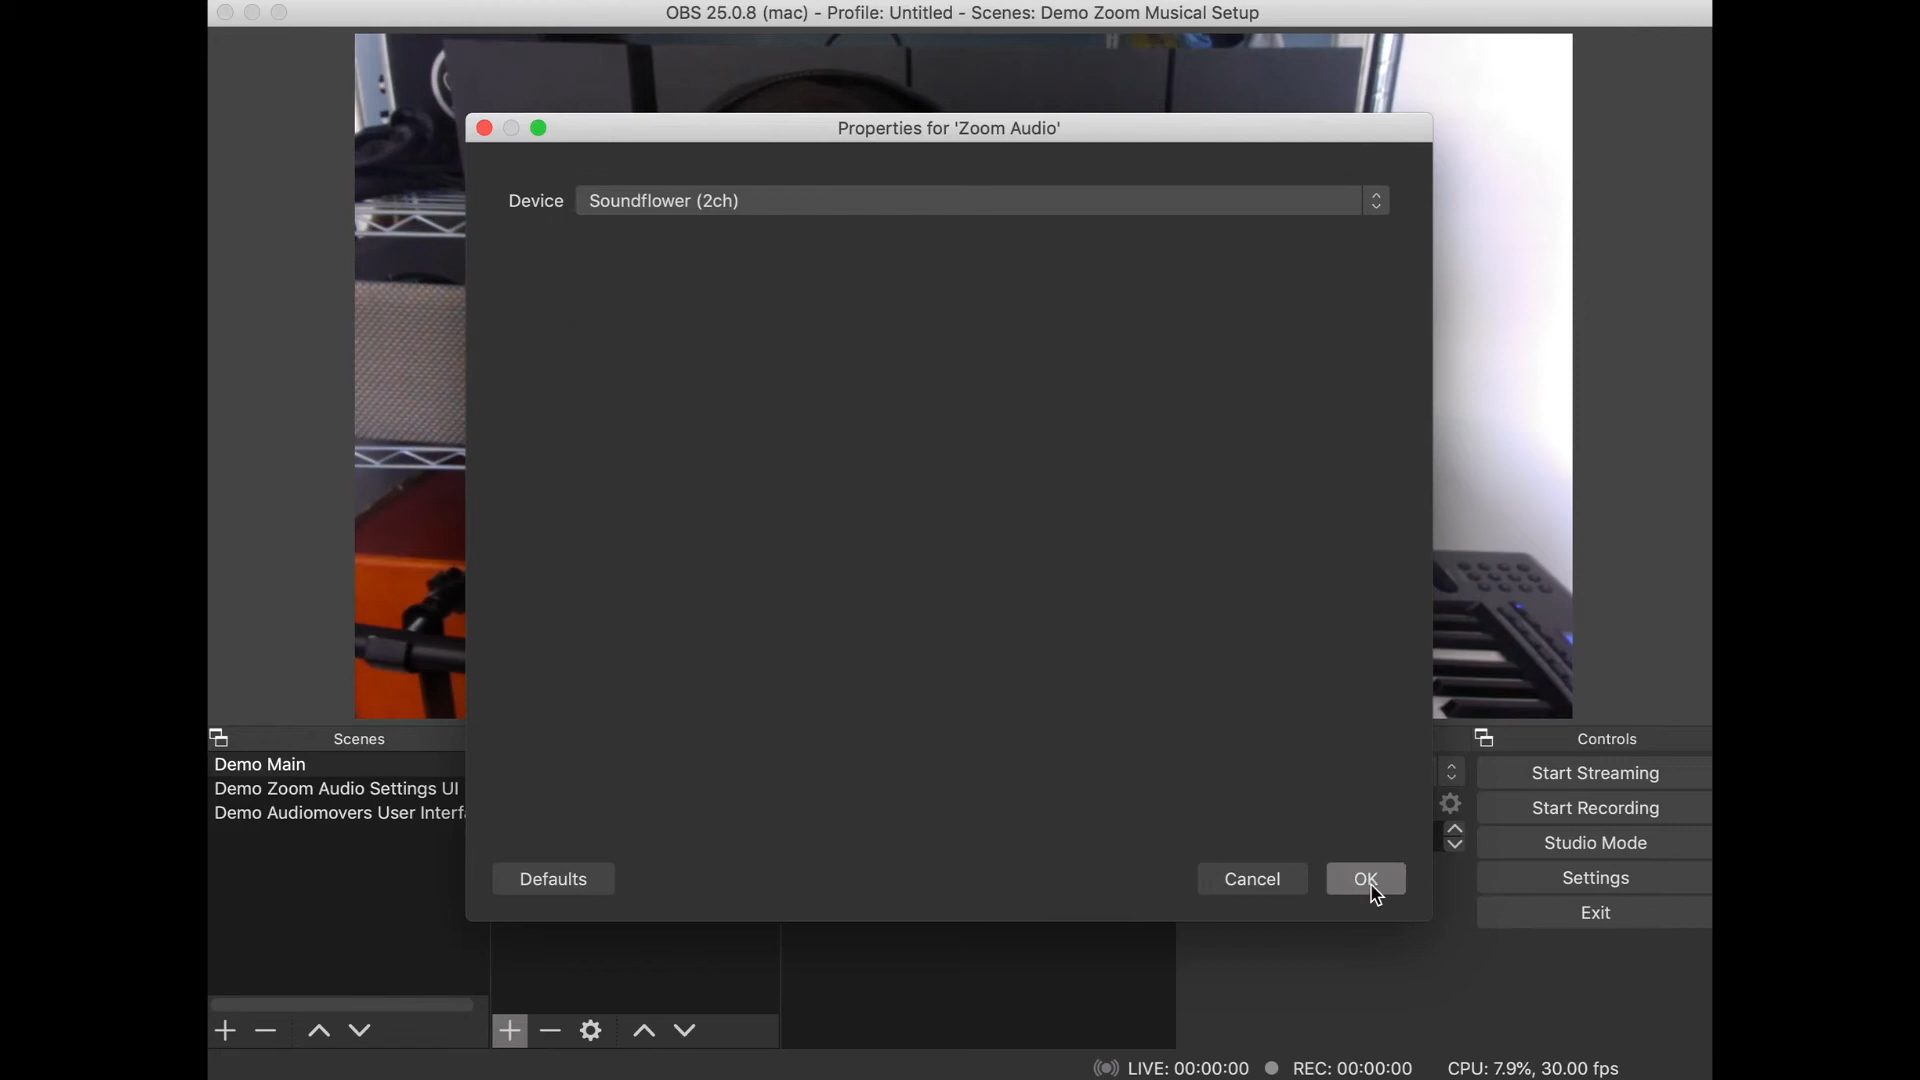 OBS 25.0.8 (mac) - Profile: Untitled - Scenes: Demo Zoom Musical Setup
Properties for 'Zoom Audio'
Device
Soundflower (2ch)
Defaults
Cancel
OK
Scenes
Demo Main
Demo Zoom Audio Settings UI
Demo Audiomovers User Interfa
Controls
Start Streaming
Start Recording
Studio Mode
Settings
Exit
LIVE: 00:00:00
REC: 00:00:00
CPU: 7.9%, 30.00 fps